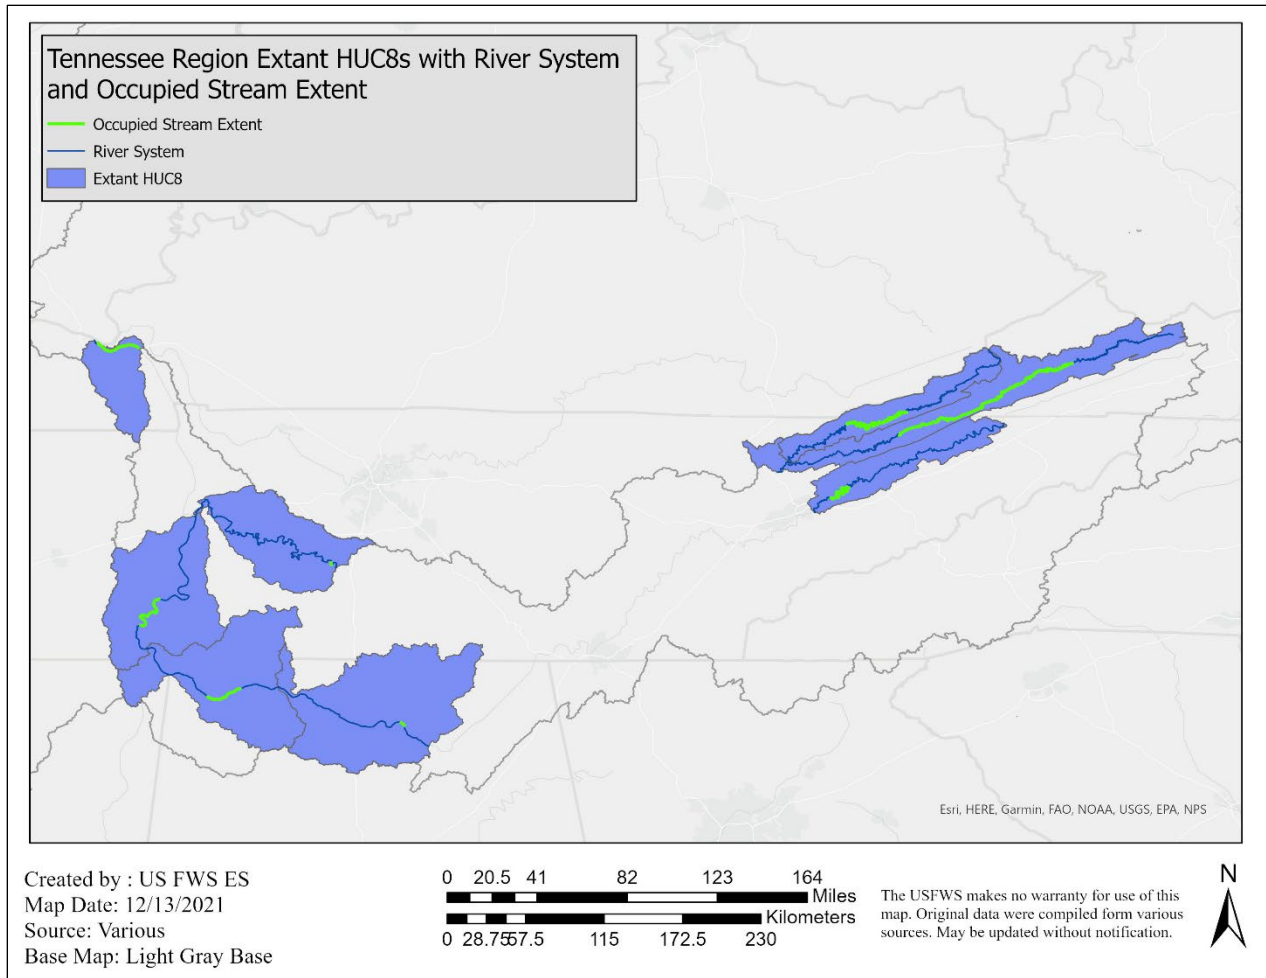 Tennessee Region Extant HUC8s with River System
and Occupied Stream Extent
Occupied Stream Extent
River System
Extant HUC8
Esri, HERE, Garmin, FAO, NOAA, USGS, EPA, NPS
Created by : US FWS ES
Map Date: 12/13/2021
Source: Various
Base Map: Light Gray Base
0 20.5 41 82 123 164
Miles
Kilometers
0 28.7557.5 115 172.5 230
The USFWS makes no warranty for use of this
map. Original data were compiled form various
sources. May be updated without notification.
N